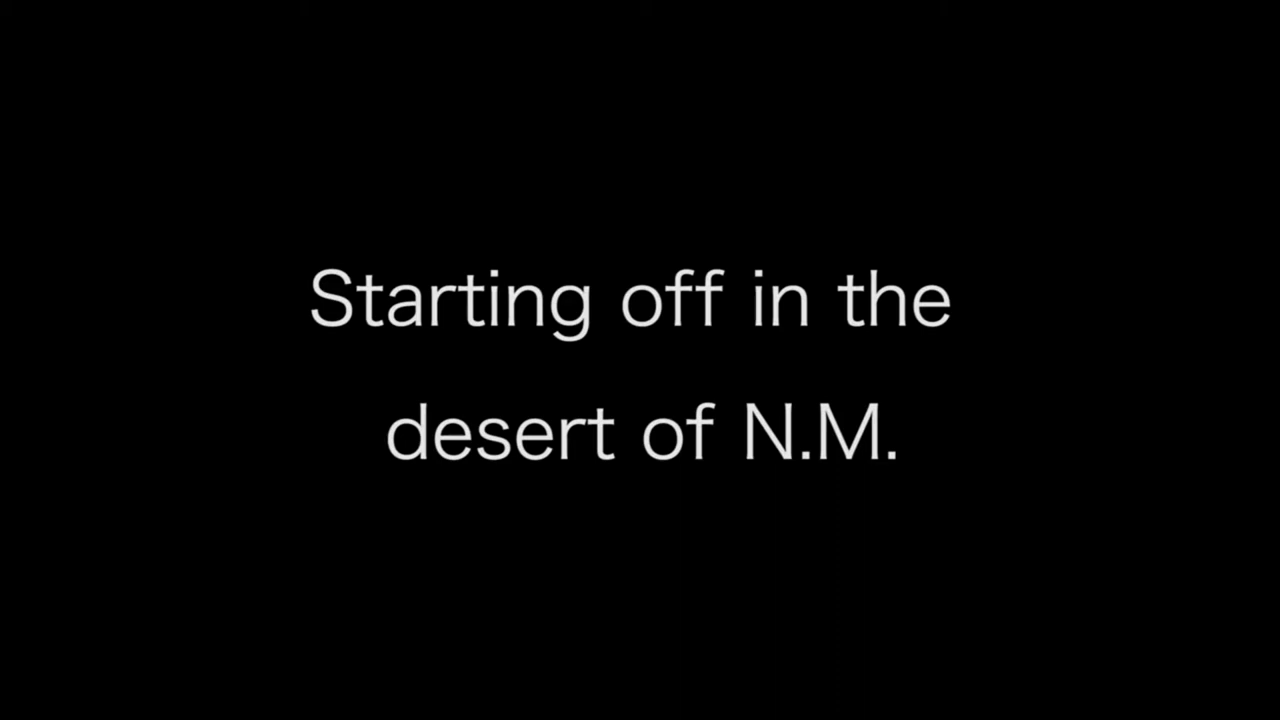 Starting off in the
desert of N.M.